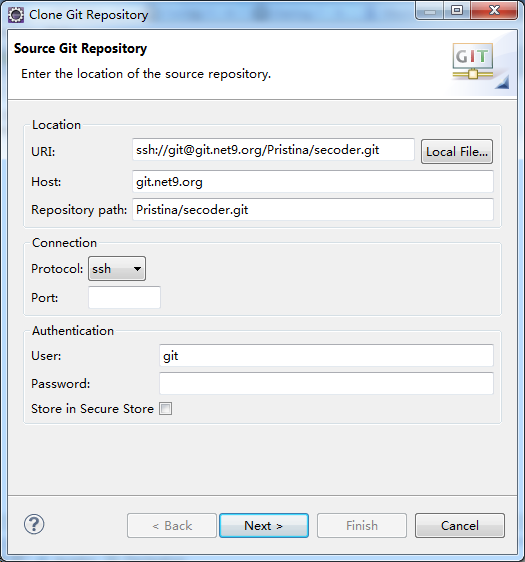 Clone Git Repository
Source Git Repository
Enter the location of the source repository.
GIT
Location
URI: ssh://git@git.net9.org/Pristina/secoder.git Local File...
Host: git.net9.org
Repository path: Pristina/secoder.git
Connection
Protocol: ssh
Port:
Authentication
User: git
Password:
Store in Secure Store
? < Back Next > Finish Cancel